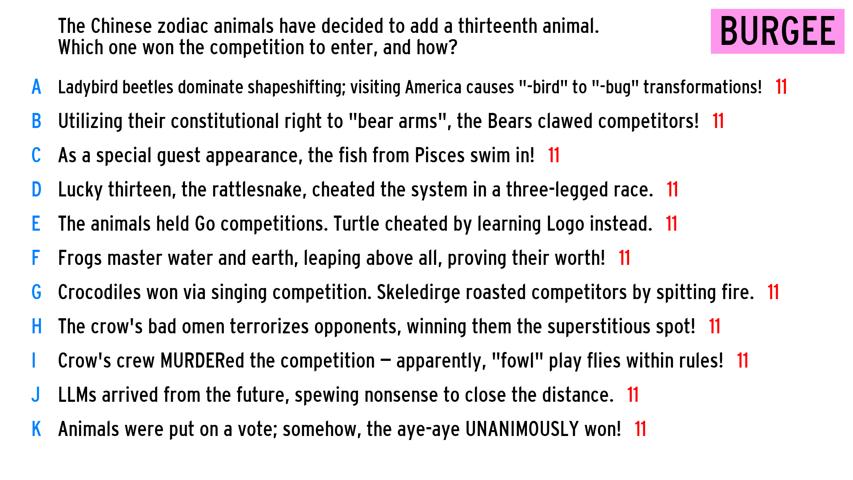 The Chinese zodiac animals have decided to add a thirteenth animal.
Which one won the competition to enter, and how?
BURGEE
A Ladybird beetles dominate shapeshifting; visiting America causes "-bird" to "-bug" transformations! 11
B Utilizing their constitutional right to "bear arms", the Bears clawed competitors! 11
C As a special guest appearance, the fish from Pisces swim in! 11
D Lucky thirteen, the rattlesnake, cheated the system in a three-legged race. 11
E The animals held Go competitions. Turtle cheated by learning Logo instead. 11
F Frogs master water and earth, leaping above all, proving their worth! 11
G Crocodiles won via singing competition. Skeledirge roasted competitors by spitting fire. 11
H The crow's bad omen terrorizes opponents, winning them the superstitious spot! 11
I Crow's crew MURDERed the competition – apparently, "fowl" play flies within rules! 11
J LLMs arrived from the future, spewing nonsense to close the distance. 11
K Animals were put on a vote; somehow, the aye-aye UNANIMOUSLY won! 11